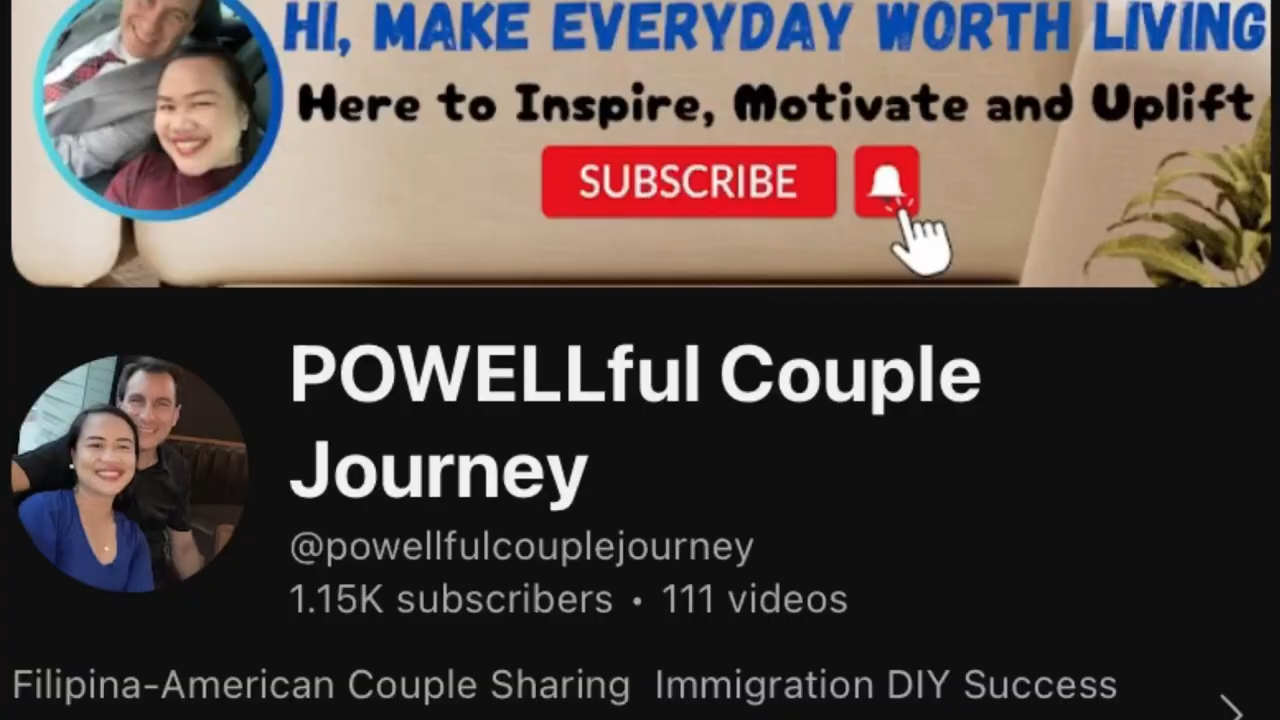 HI, MAKE EVERYDAY WORTH LIVING
Here to Inspire, Motivate and Uplift
SUBSCRIBE
POWELLful Couple
Journey
@powellfulcouplejourney
1.15K subscribers • 111 videos
Filipina-American Couple Sharing Immigration DIY Success